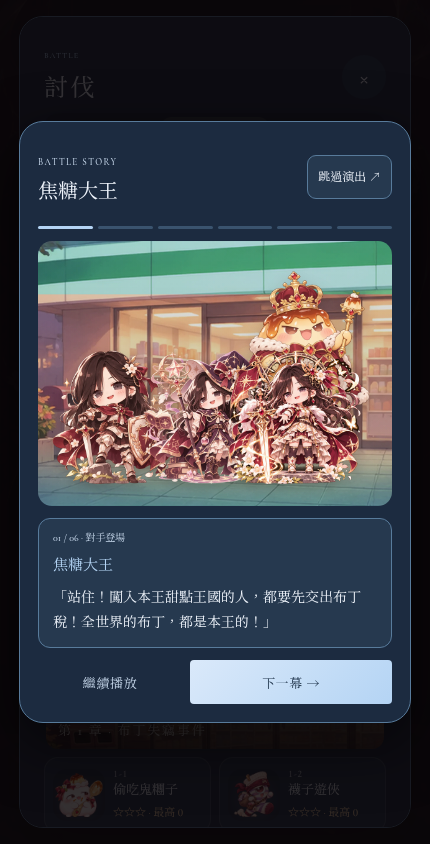 BATTLE
討伐
×
BATTLE STORY
焦糖大王
跳過演出 ↗
01 / 06 · 對手登場
焦糖大王
「站住！闖入本王甜點王國的人，都要先交出布丁
稅！全世界的布丁，都是本王的！」
繼續播放
下一幕 →
1-1
偷吃鬼糰子
☆☆☆ · 最高 0
1-2
襪子遊俠
☆☆☆ · 最高 0